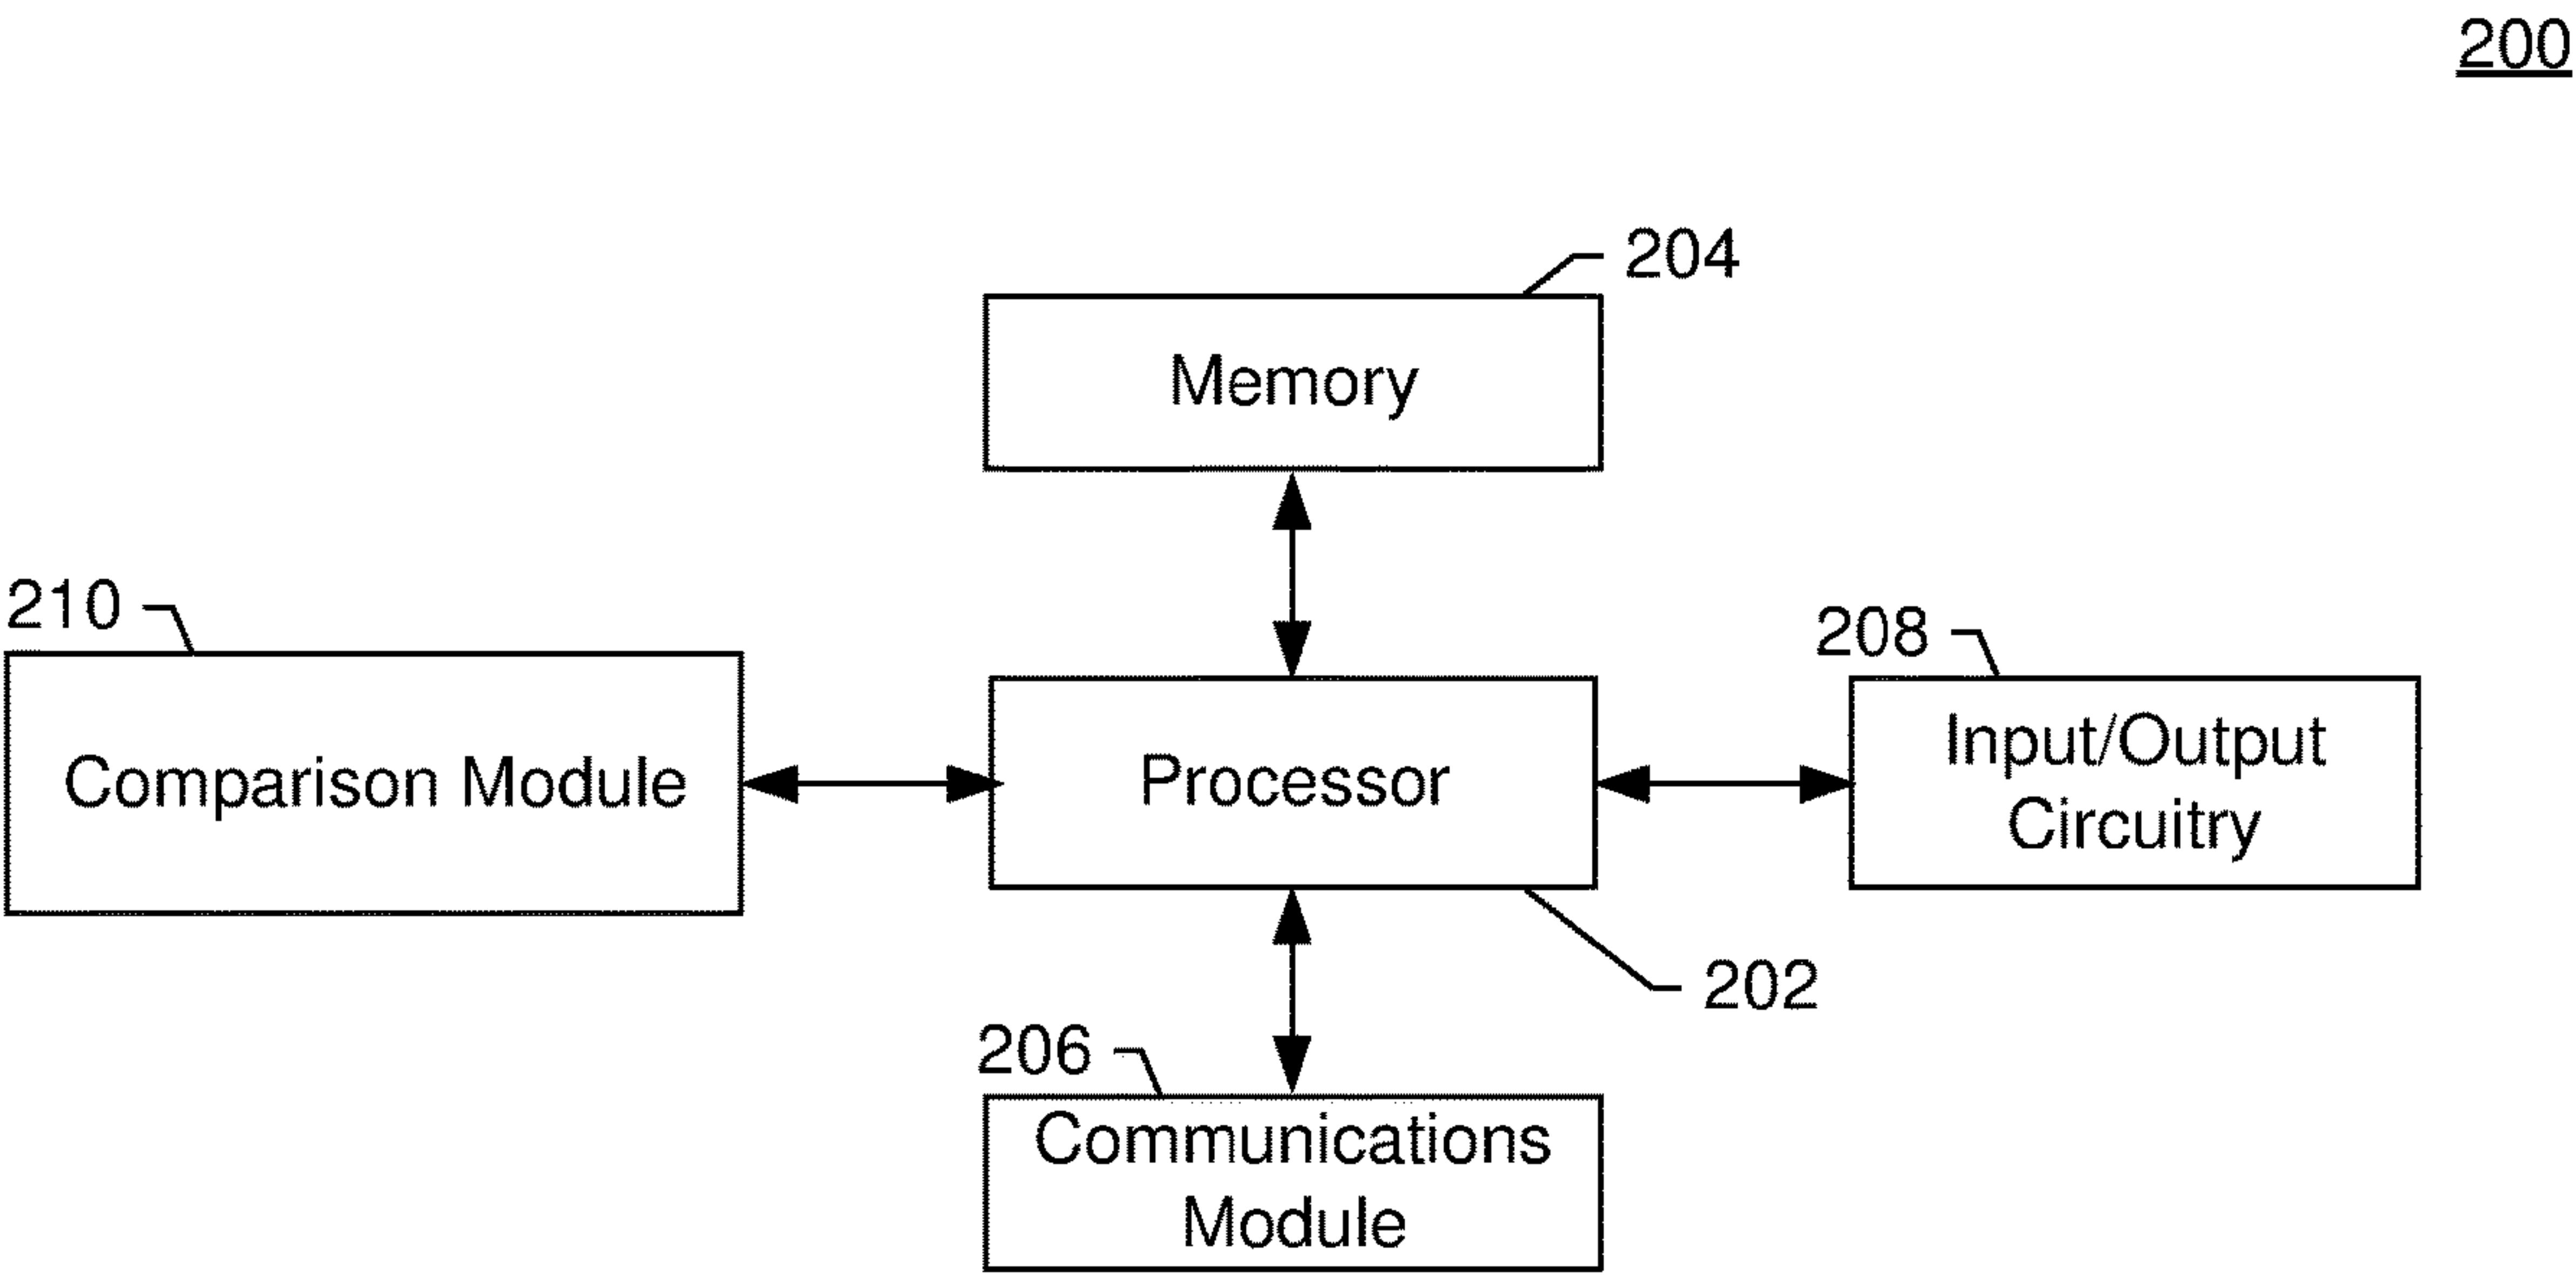 200
204
Memory
210
208
Comparison Module
Processor
Input/Output
Circuitry
202
206
Communications
Module